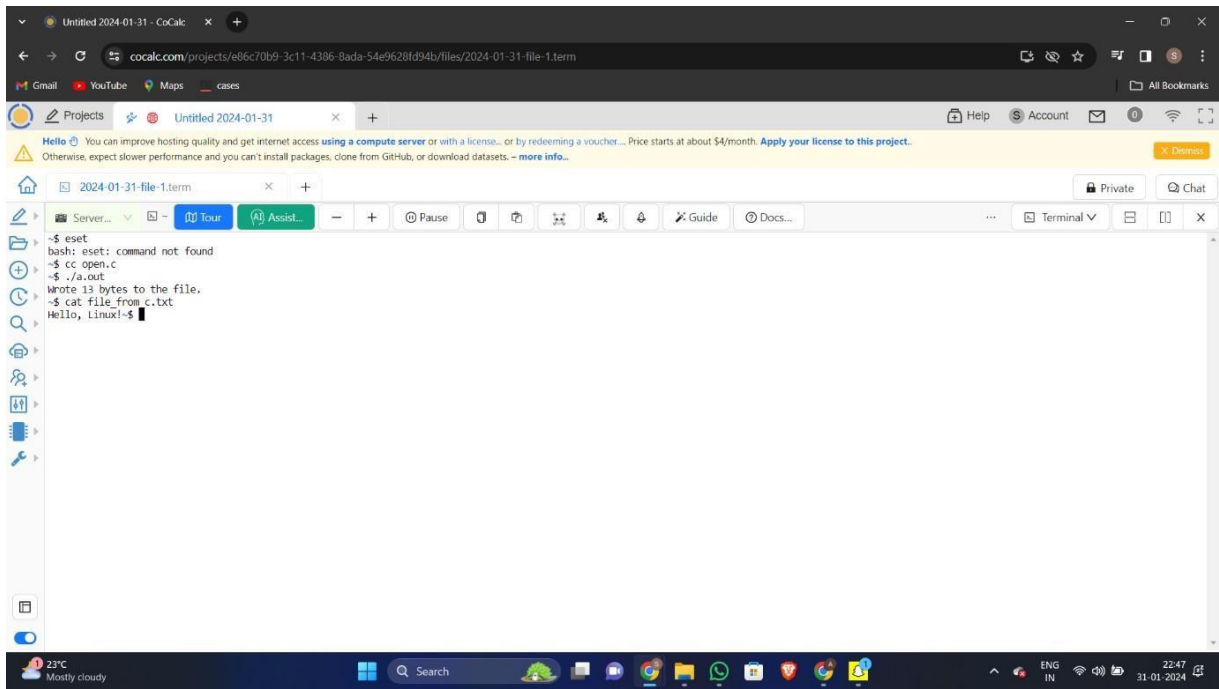 Untitled 2024-01-31 - CoCalc
cocalc.com/projects/e86c70b9-3c11-4386-8ada-54e9628fd94b/files/2024-01-31-file-1.term
S
Gmail YouTube Maps cases All Bookmarks
Projects Untitled 2024-01-31 Help S Account 0
Hello You can improve hosting quality and get internet access using a compute server or with a license... or by redeeming a voucher.... Price starts at about $4/month. Apply your license to this project..
Otherwise, expect slower performance and you can't install packages, clone from GitHub, or download datasets. – more info...
X Dismiss
2024-01-31-file-1.term Private Chat
Server... Tour Assist... Pause Guide Docs... ... Terminal
~$ eset
bash: eset: command not found
~$ cc open.c
~$ ./a.out
Wrote 13 bytes to the file.
~$ cat file_from_c.txt
Hello, Linux!~$
1
23°C
Mostly cloudy
Search
ENG
IN
22:47
31-01-2024